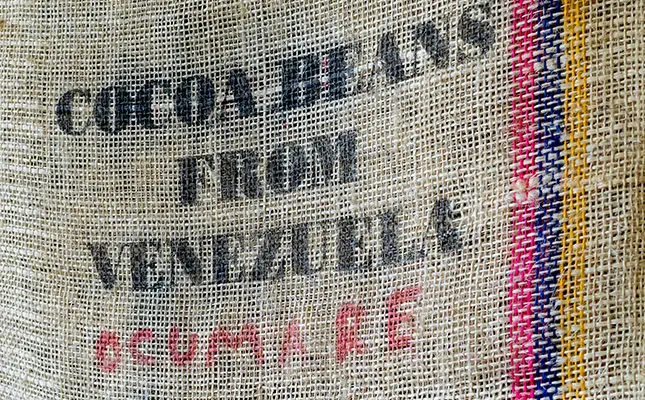 COCOA BEANS
FROM
VENEZUELA
OCUMARE